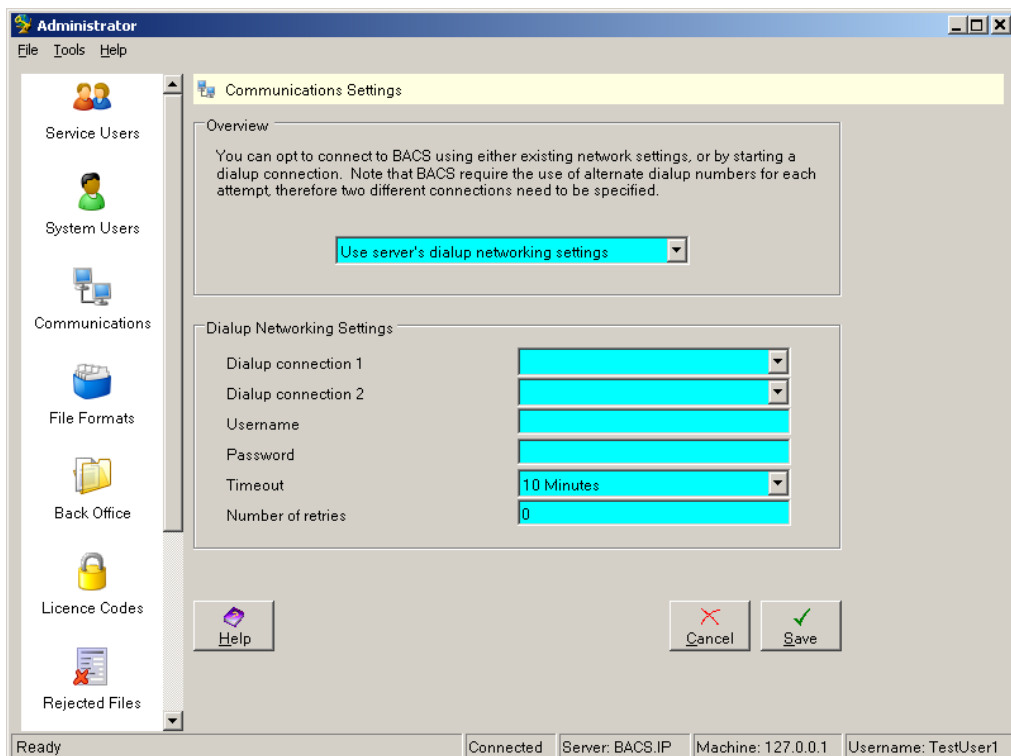 Administrator
File Tools Help
Service Users
System Users
Communications
File Formats
Back Office
Licence Codes
Rejected Files
Communications Settings
Overview
You can opt to connect to BACS using either existing network settings, or by starting a
dialup connection. Note that BACS require the use of alternate dialup numbers for each
attempt, therefore two different connections need to be specified.
Use server's dialup networking settings
Dialup Networking Settings
Dialup connection 1
Dialup connection 2
Username
Password
Timeout 10 Minutes
Number of retries 0
Help Cancel Save
Ready Connected Server: BACS.IP Machine: 127.0.0.1 Username: TestUser1